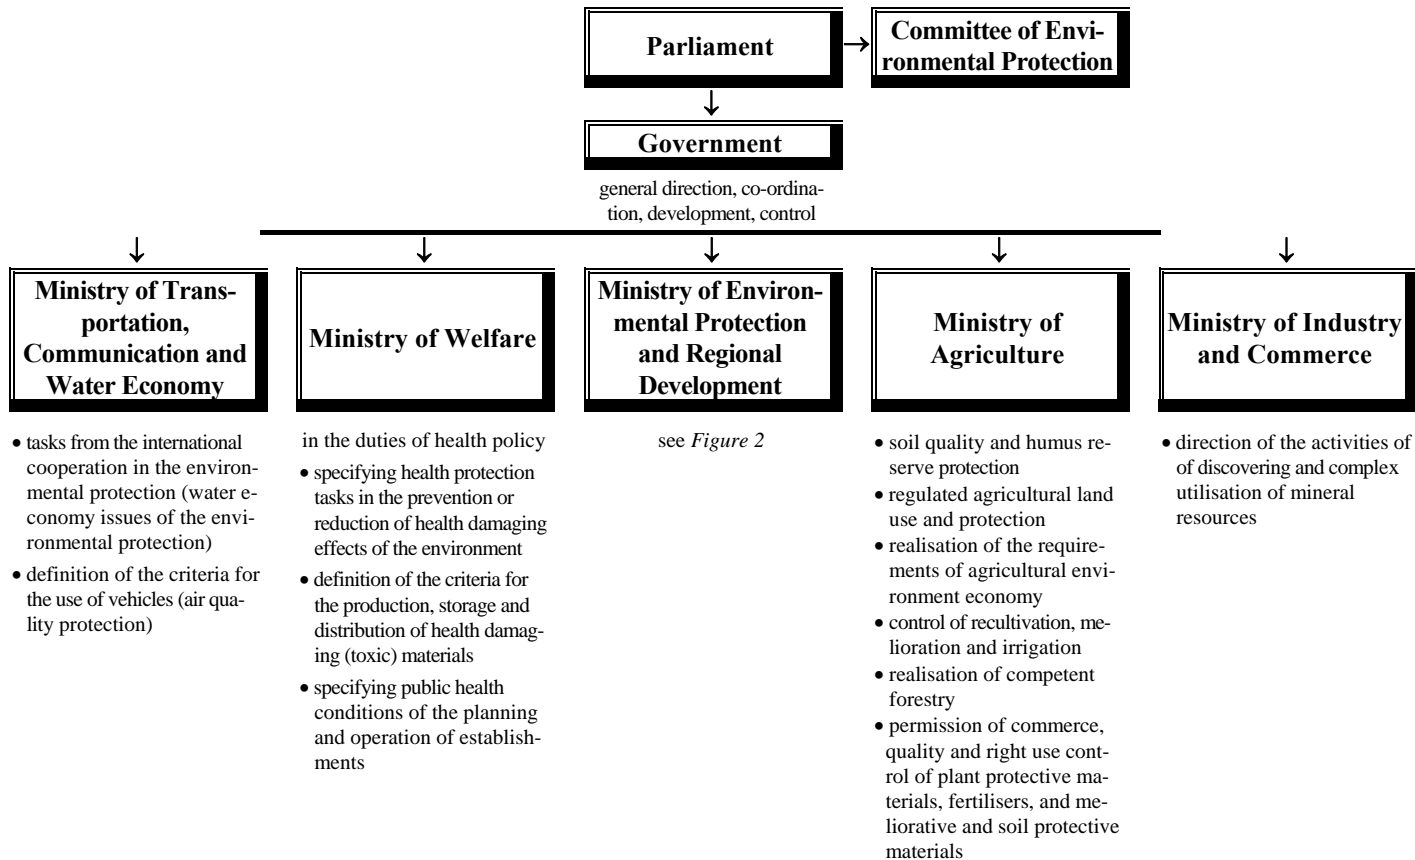 Parliament
Committee of Envi-
ronmental Protection
Government
general direction, co-ordina-
tion, development, control
Ministry of Trans-
portation,
Communication and
Water Economy
• tasks from the international
cooperation in the environ-
mental protection (water e-
conomy issues of the envi-
ronmental protection)
• definition of the criteria for
the use of vehicles (air qua-
lity protection)
Ministry of Welfare
in the duties of health policy
• specifying health protection
tasks in the prevention or
reduction of health damaging
effects of the environment
• definition of the criteria for
the production, storage and
distribution of health damag-
ing (toxic) materials
• specifying public health
conditions of the planning
and operation of establish-
ments
Ministry of Environ-
mental Protection
and Regional
Development
see Figure 2
Ministry of
Agriculture
• soil quality and humus re-
serve protection
• regulated agricultural land
use and protection
• realisation of the require-
ments of agricultural envi-
ronment economy
• control of recultivation, me-
lioration and irrigation
• realisation of competent
forestry
• permission of commerce,
quality and right use cont-
rol of plant protective ma-
terials, fertilisers, and me-
liorative and soil protective
materials
Ministry of Industry
and Commerce
• direction of the activities of
of discovering and complex
utilisation of mineral
resources